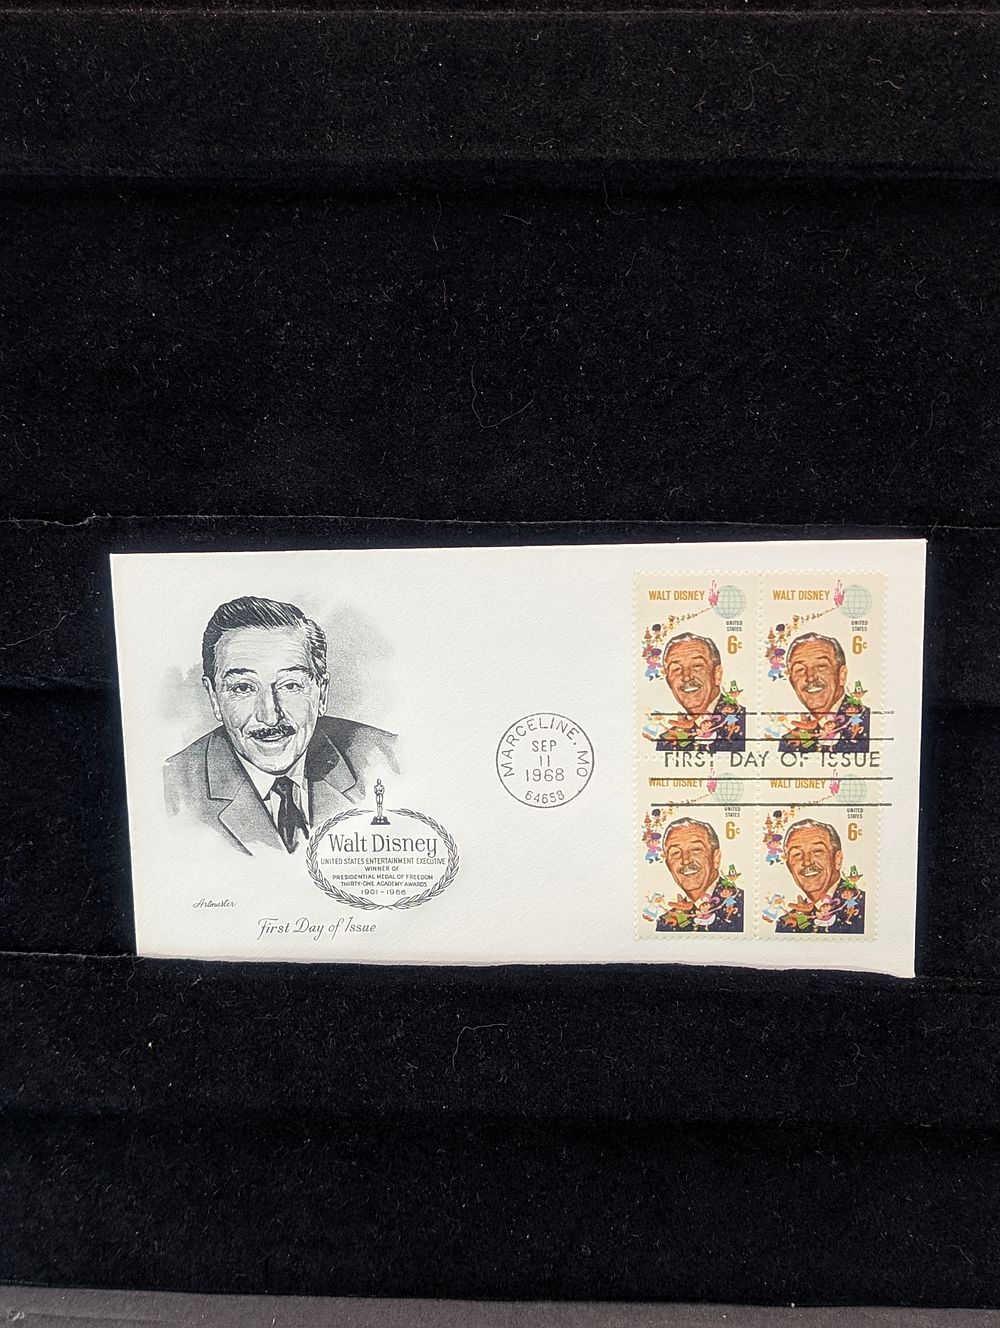 WALT DISNEY
UNITED
STATES
6c
WALT DISNEY
UNITED
STATES
6c
MARCELINE, MO
SEP
11
1968
64658
FIRST DAY OF ISSUE
WALT DISNEY
UNITED
STATES
6c
WALT DISNEY
UNITED
STATES
6c
Walt Disney
UNITED STATES ENTERTAINMENT EXECUTIVE
WINNER OF
PRESIDENTIAL MEDAL OF FREEDOM
THIRTY-ONE ACADEMY AWARDS
1901-1966
Artmaster
First Day of Issue